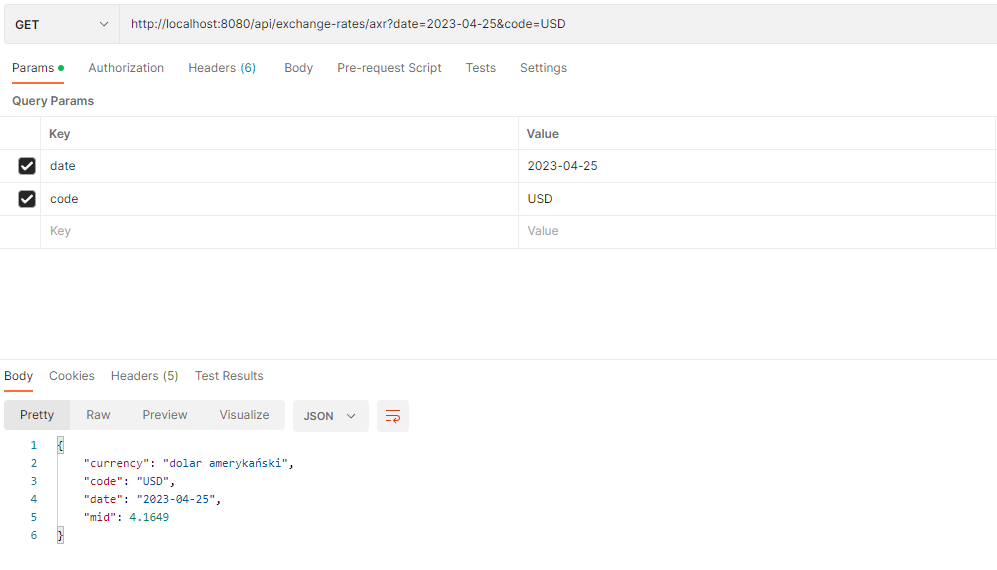 GET http://localhost:8080/api/exchange-rates/axr?date=2023-04-25&code=USD
Params Authorization Headers (6) Body Pre-request Script Tests Settings
Query Params
Key Value
date 2023-04-25
code USD
Key Value
Body Cookies Headers (5) Test Results
Pretty Raw Preview Visualize JSON
1 {
2 "currency": "dolar amerykański",
3 "code": "USD",
4 "date": "2023-04-25",
5 "mid": 4.1649
6 }